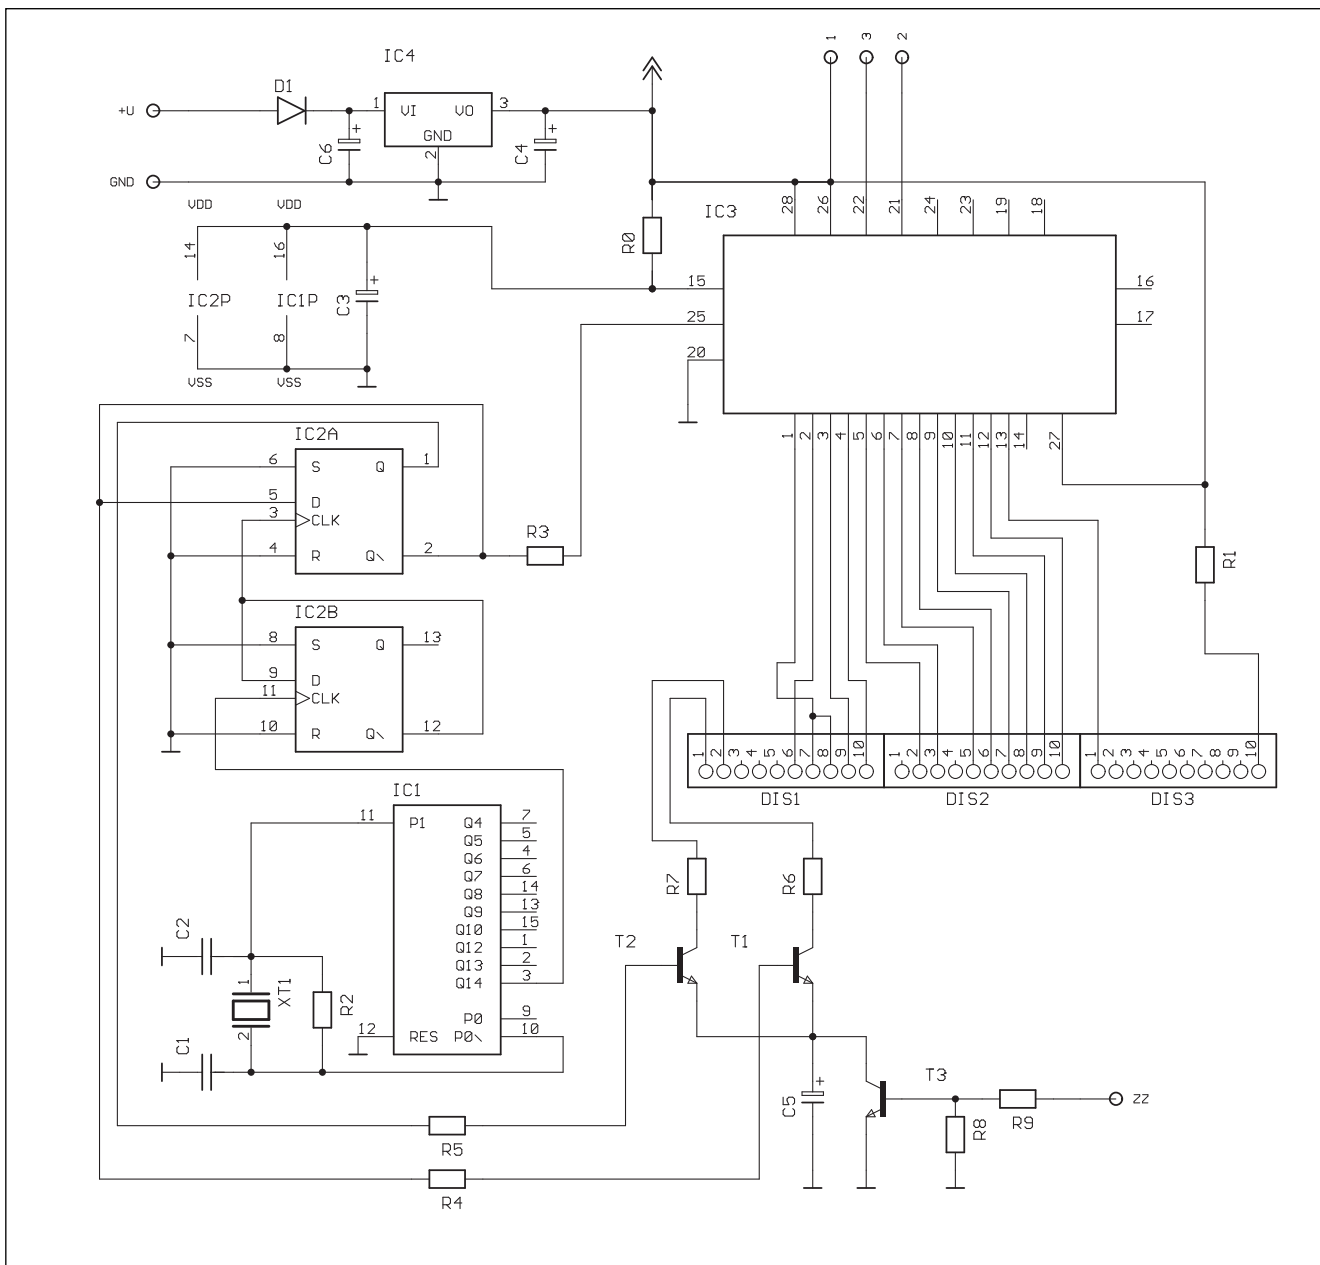 1 3 2
IC4
D1
+U
1 VI VO 3
GND
2
C6
C4
GND
VDD VDD
28 26 22 21 24 23 19 18
IC3
R0
14 16
15 16
IC2P IC1P C3
25 17
7 8
20
VSS VSS
1 2 3 4 5 6 7 8 9 10 11 12 13 14 27
IC2A
6 S Q 1
5 D
3 CLK
4 R Q\ 2
R3
R1
IC2B
8 S Q 13
9 D
11 CLK
10 R Q\ 12
1 2 3 4 5 6 7 8 9 10
1 2 3 4 5 6 7 8 9 10
1 2 3 4 5 6 7 8 9 10
DIS1 DIS2 DIS3
IC1
11 P1 Q4 7
Q5 5
Q6 4
Q7 6
Q8 14
Q9 13
Q10 15
Q12 1
Q13 2
Q14 3
P0 9
12 RES P0\ 10
R7 R6
C2
T2 T1
1
XT1
2
R2
C1
T3
C5
ZZ
R8
R9
R5
R4